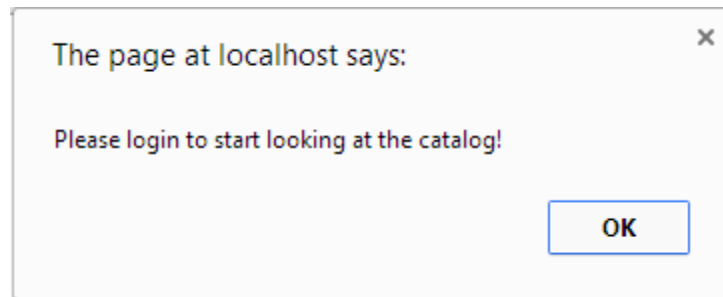 The page at localhost says:
Please login to start looking at the catalog!
OK